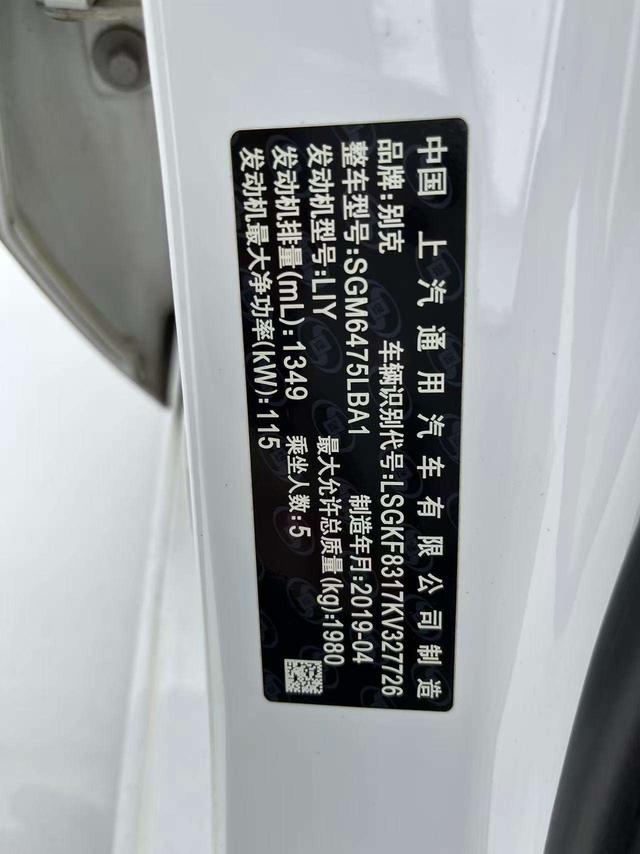 中国 上汽通用汽车有限公司制造
品牌:别克 车辆识别代号:LSGKF8317KV327726
整车型号:SGM6475LBA1 制造年月:2019-04
发动机型号:LIY 最大允许总质量(kg):1980
发动机排量(mL):1349 乘坐人数:5
发动机最大净功率(kW):115